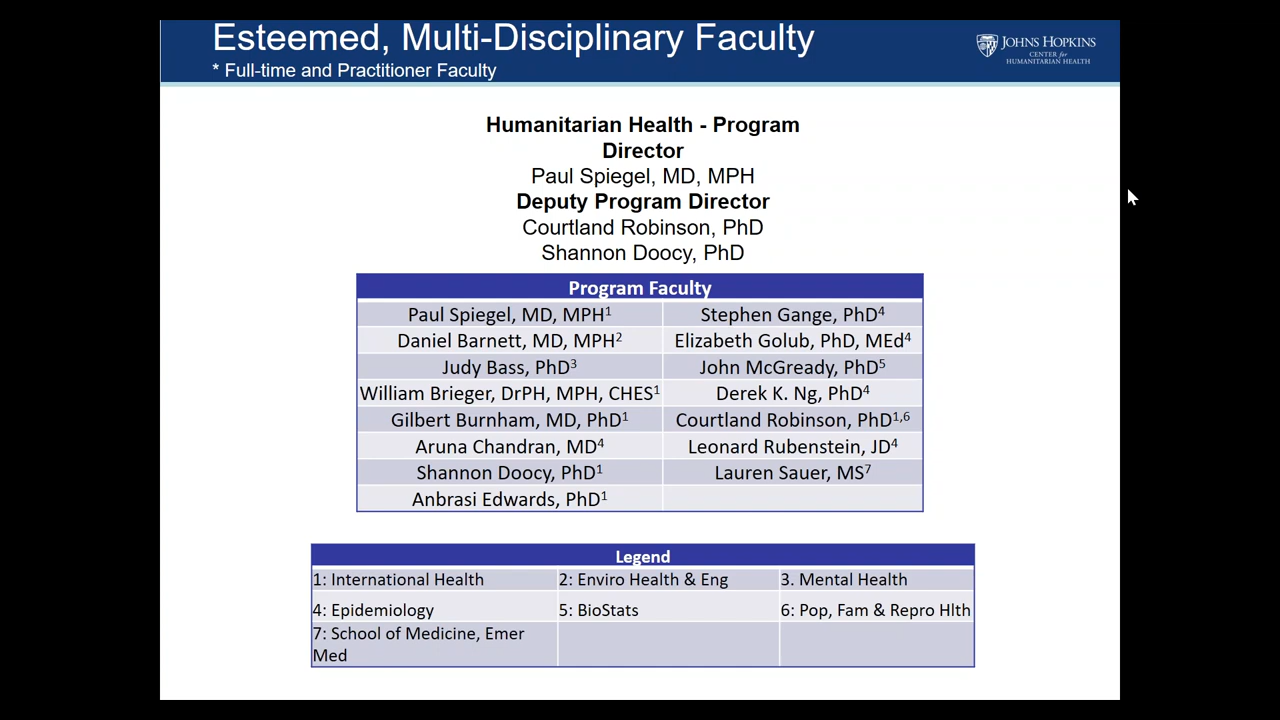 Esteemed, Multi-Disciplinary Faculty
* Full-time and Practitioner Faculty
JOHNS HOPKINS
CENTER for
HUMANITARIAN HEALTH
Humanitarian Health - Program
Director
Paul Spiegel, MD, MPH
Deputy Program Director
Courtland Robinson, PhD
Shannon Doocy, PhD
Program Faculty
Paul Spiegel, MD, MPH¹ Stephen Gange, PhD⁴
Daniel Barnett, MD, MPH² Elizabeth Golub, PhD, MEd⁴
Judy Bass, PhD³ John McGready, PhD⁵
William Brieger, DrPH, MPH, CHES¹ Derek K. Ng, PhD⁴
Gilbert Burnham, MD, PhD¹ Courtland Robinson, PhD¹,⁶
Aruna Chandran, MD⁴ Leonard Rubenstein, JD⁴
Shannon Doocy, PhD¹ Lauren Sauer, MS⁷
Anbrasi Edwards, PhD¹
Legend
1: International Health 2: Enviro Health & Eng 3. Mental Health
4: Epidemiology 5: BioStats 6: Pop, Fam & Repro Hlth
7: School of Medicine, Emer
Med